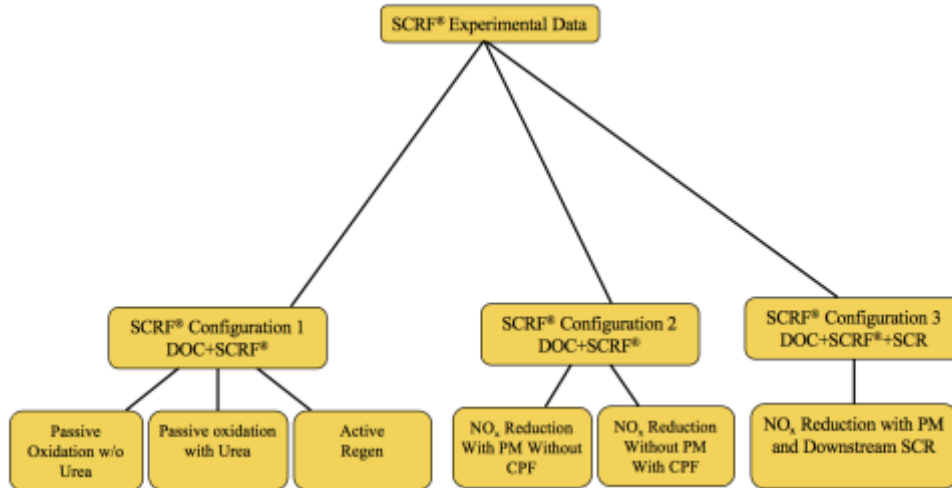 SCRF® Experimental Data
SCRF® Configuration 1
DOC+SCRF®
SCRF® Configuration 2
DOC+SCRF®
SCRF® Configuration 3
DOC+SCRF®+SCR
Passive
Oxidation w/o
Urea
Passive oxidation
with Urea
Active
Regen
NOₓ Reduction
With PM Without
CPF
NOₓ Reduction
Without PM
With CPF
NOₓ Reduction with PM
and Downstream SCR